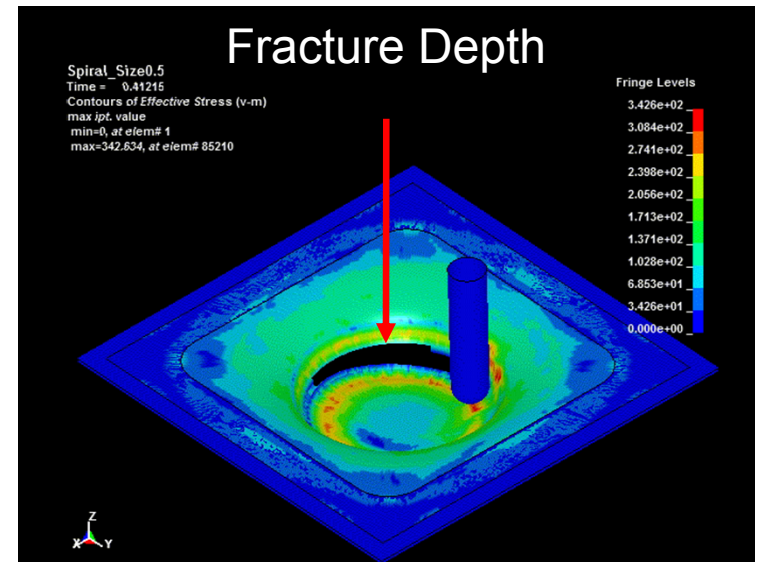 Fracture Depth
Spiral_Size0.5
Time = 0.41215
Contours of Effective Stress (v-m)
max ipt. value
min=0, at elem# 1
max=342.634, at elem# 85210
Fringe Levels
3.426e+02
3.084e+02
2.741e+02
2.398e+02
2.056e+02
1.713e+02
1.371e+02
1.028e+02
6.853e+01
3.426e+01
0.000e+00
Z
X
Y